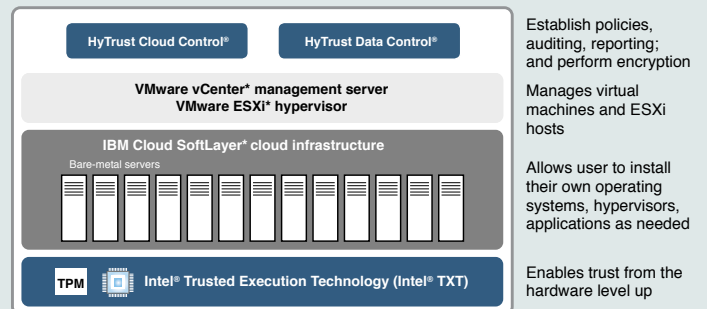 HyTrust Cloud Control®
HyTrust Data Control®
Establish policies,
auditing, reporting;
and perform encryption
VMware vCenter* management server
VMware ESXi* hypervisor
Manages virtual
machines and ESXi
hosts
IBM Cloud SoftLayer* cloud infrastructure
Bare-metal servers
Allows user to install
their own operating
systems, hypervisors,
applications as needed
TPM
Intel® Trusted Execution Technology (Intel® TXT)
Enables trust from the
hardware level up